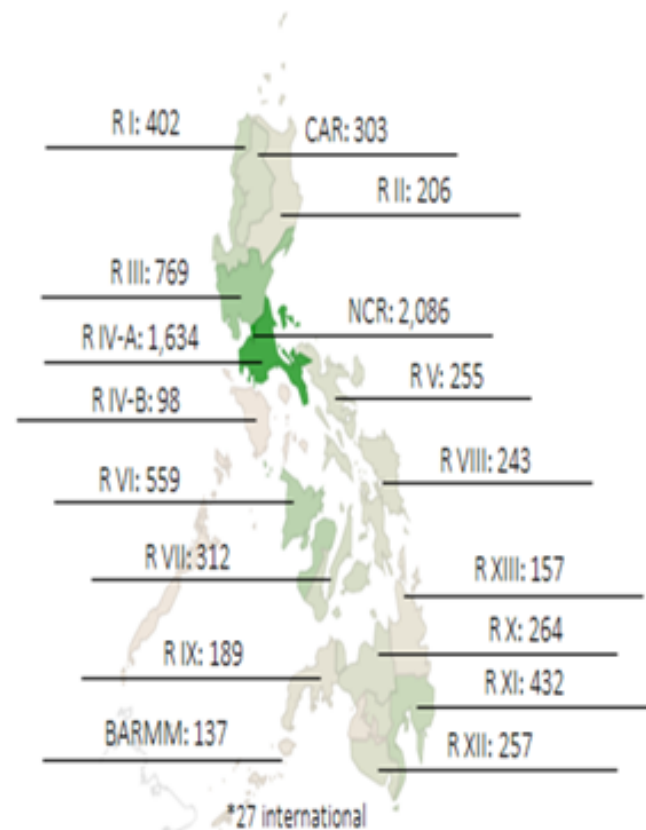 R I: 402
CAR: 303
R II: 206
R III: 769
NCR: 2,086
R IV-A: 1,634
R V: 255
R IV-B: 98
R VIII: 243
R VI: 559
R VII: 312
R XIII: 157
R X: 264
R IX: 189
R XI: 432
BARMM: 137
R XII: 257
*27 international